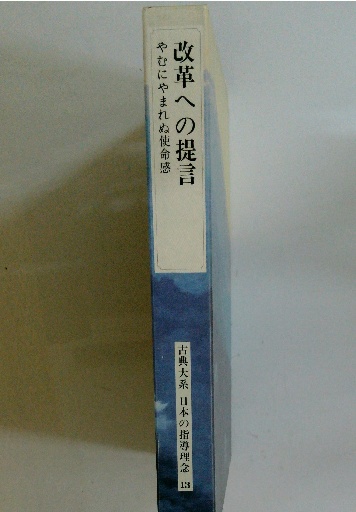 改革への提言
やむにやまれぬ使命感
古典大系 日本の指導理念 13